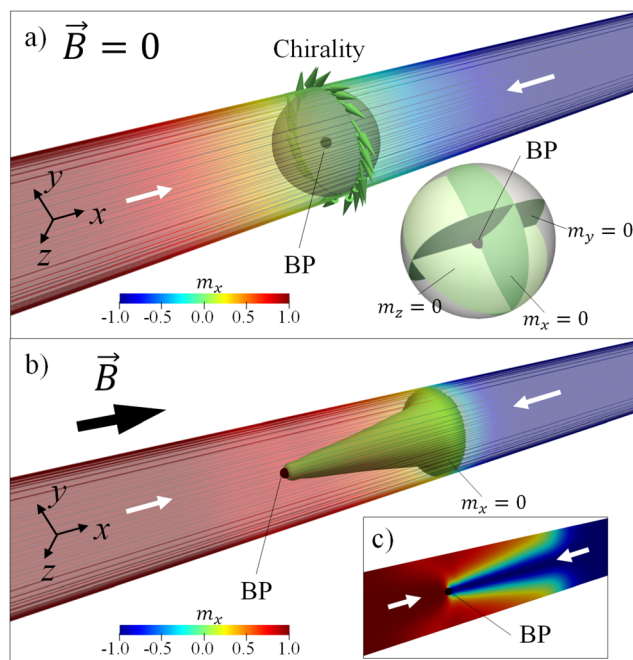 a)
B⃗ = 0
Chirality
BP
BP
m_y = 0
m_z = 0
m_x = 0
y
x
z
m_x
-1.0 -0.5 0.0 0.5 1.0
b)
B⃗
m_x = 0
BP
y
x
z
m_x
-1.0 -0.5 0.0 0.5 1.0
c)
BP